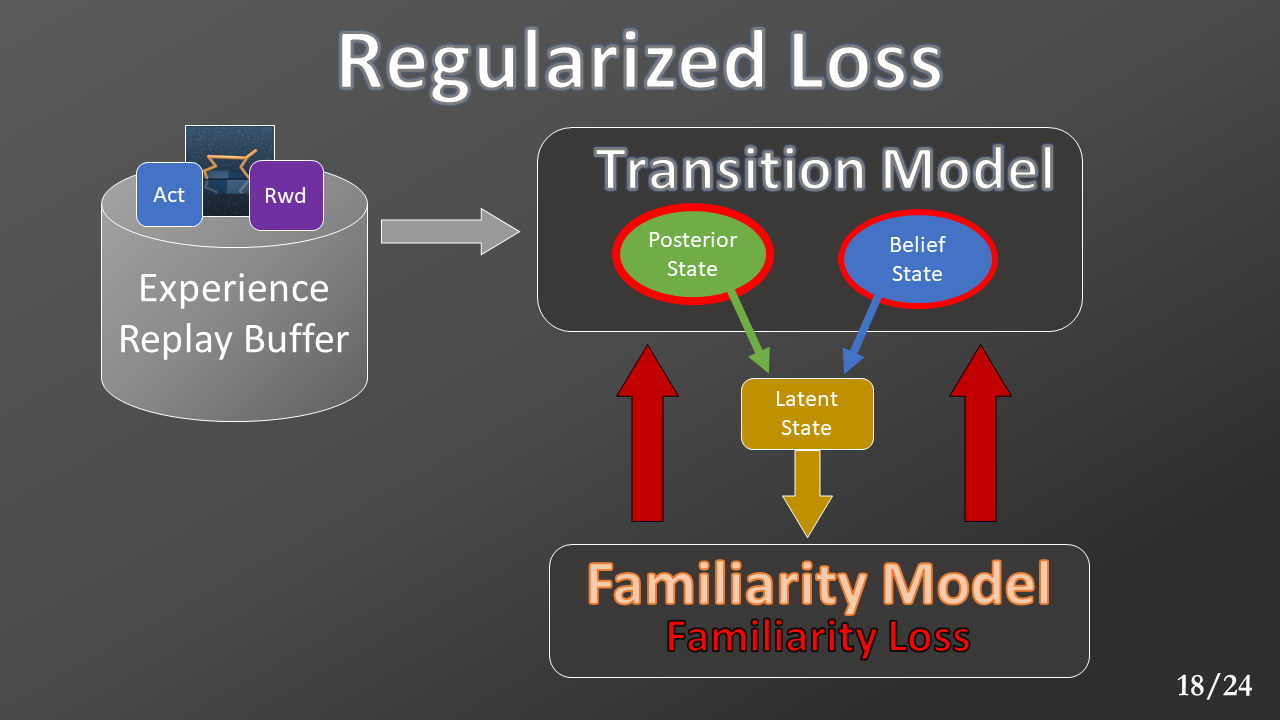 Regularized Loss
Act
Rwd
Experience
Replay Buffer
Transition Model
Posterior
State
Belief
State
Latent
State
Familiarity Model
Familiarity Loss
18/24